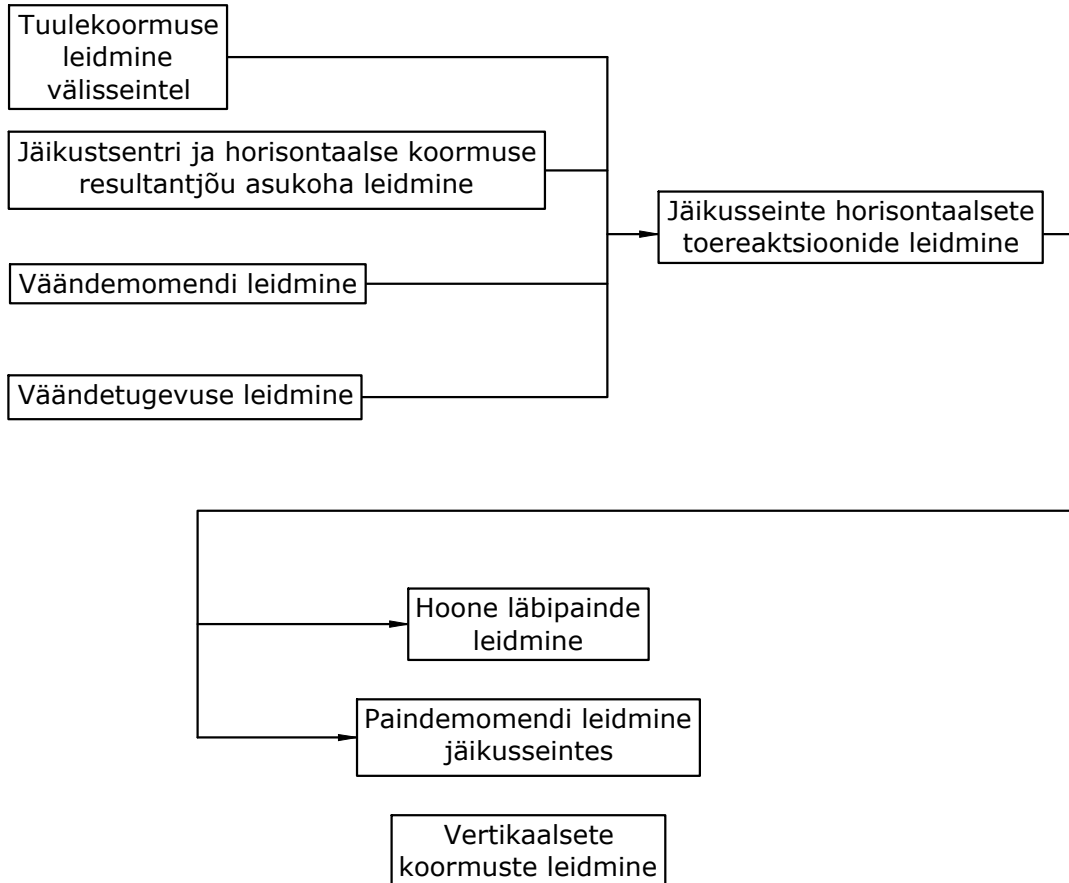 Tuulekoormuse
leidmine
välisseintel
Jäikustsentri ja horisontaalse koormuse
resultantjõu asukoha leidmine
Jäikusseinte horisontaalsete
toereaktsioonide leidmine
Väändemomendi leidmine
Väändetugevuse leidmine
Hoone läbipainde
leidmine
Paindemomendi leidmine
jäikusseintes
Vertikaalsete
koormuste leidmine